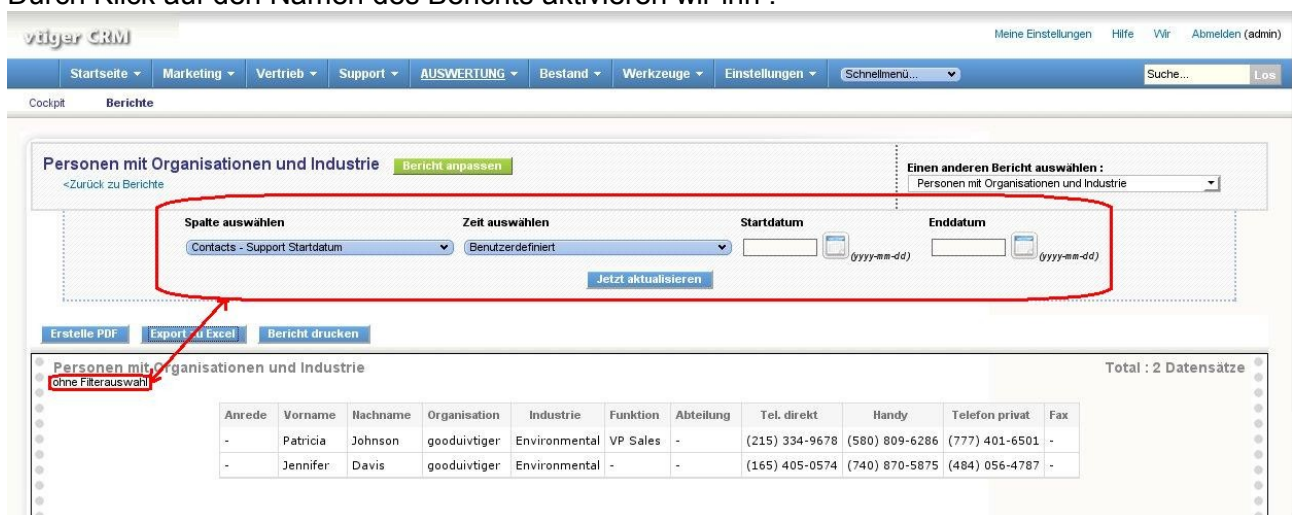 Durch Klick auf den Namen des Berichts aktivieren wir ihn :
vtiger CRM
Meine Einstellungen Hilfe Wir Abmelden (admin)
Startseite Marketing Vertrieb Support AUSWERTUNG Bestand Werkzeuge Einstellungen Schnellmenü... Suche... Los
Cockpit Berichte
Personen mit Organisationen und Industrie Bericht anpassen
<Zurück zu Berichte
Einen anderen Bericht auswählen :
Personen mit Organisationen und Industrie
Spalte auswählen Zeit auswählen Startdatum Enddatum
Contacts - Support Startdatum Benutzerdefiniert (yyyy-mm-dd) (yyyy-mm-dd)
Jetzt aktualisieren
Erstelle PDF Export zu Excel Bericht drucken
Personen mit Organisationen und Industrie Total : 2 Datensätze
ohne Filterauswahl
Anrede Vorname Nachname Organisation Industrie Funktion Abteilung Tel. direkt Handy Telefon privat Fax
- Patricia Johnson gooduivtiger Environmental VP Sales - (215) 334-9678 (580) 809-6286 (777) 401-6501 -
- Jennifer Davis gooduivtiger Environmental - - (165) 405-0574 (740) 870-5875 (484) 056-4787 -